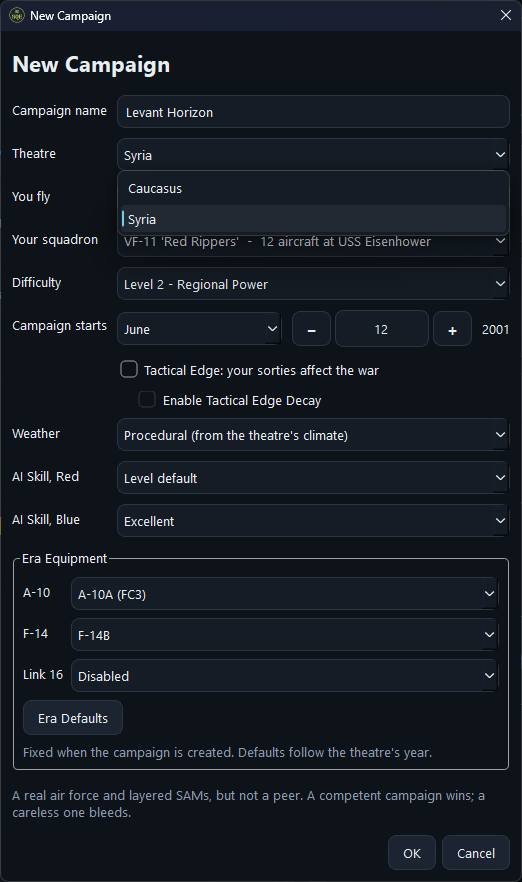 New Campaign
New Campaign
Campaign name Levant Horizon
Theatre Syria
Caucasus
You fly
Syria
Your squadron VF-11 'Red Rippers' - 12 aircraft at USS Eisenhower
Difficulty Level 2 - Regional Power
Campaign starts June − 12 + 2001
Tactical Edge: your sorties affect the war
Enable Tactical Edge Decay
Weather Procedural (from the theatre's climate)
AI Skill, Red Level default
AI Skill, Blue Excellent
Era Equipment
A-10 A-10A (FC3)
F-14 F-14B
Link 16 Disabled
Era Defaults
Fixed when the campaign is created. Defaults follow the theatre's year.
A real air force and layered SAMs, but not a peer. A competent campaign wins; a
careless one bleeds.
OK Cancel